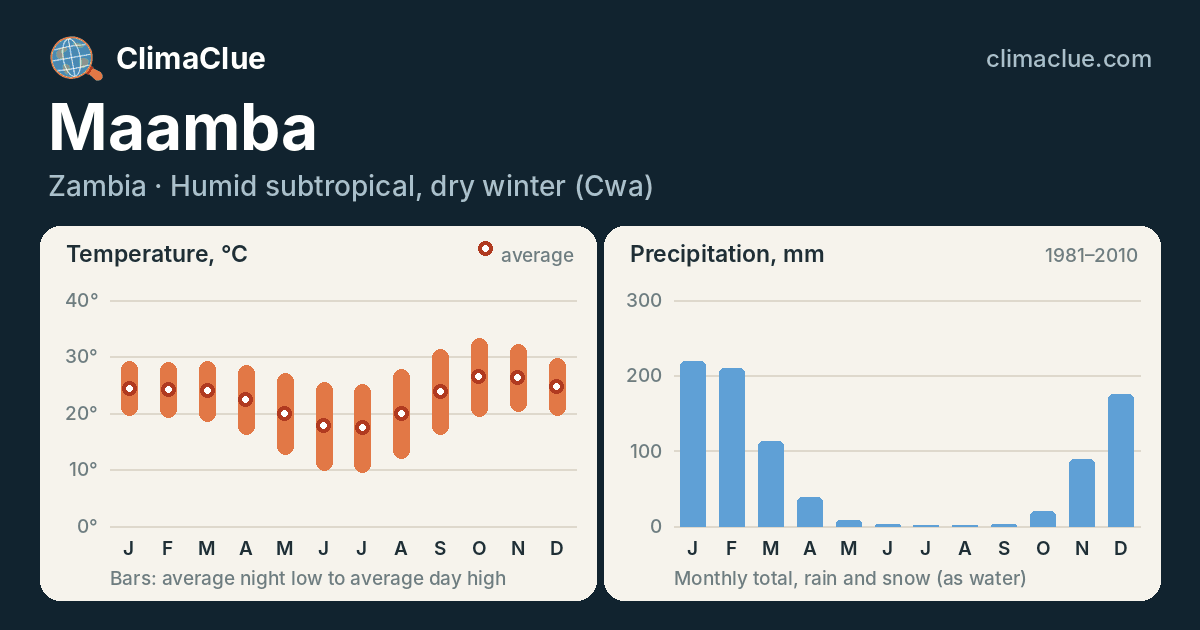 ClimaClue
climaclue.com
Maamba
Zambia · Humid subtropical, dry winter (Cwa)
Temperature, °C
average
40°
30°
20°
10°
0°
J F M A M J J A S O N D
Bars: average night low to average day high
Precipitation, mm
1981–2010
300
200
100
0
J F M A M J J A S O N D
Monthly total, rain and snow (as water)